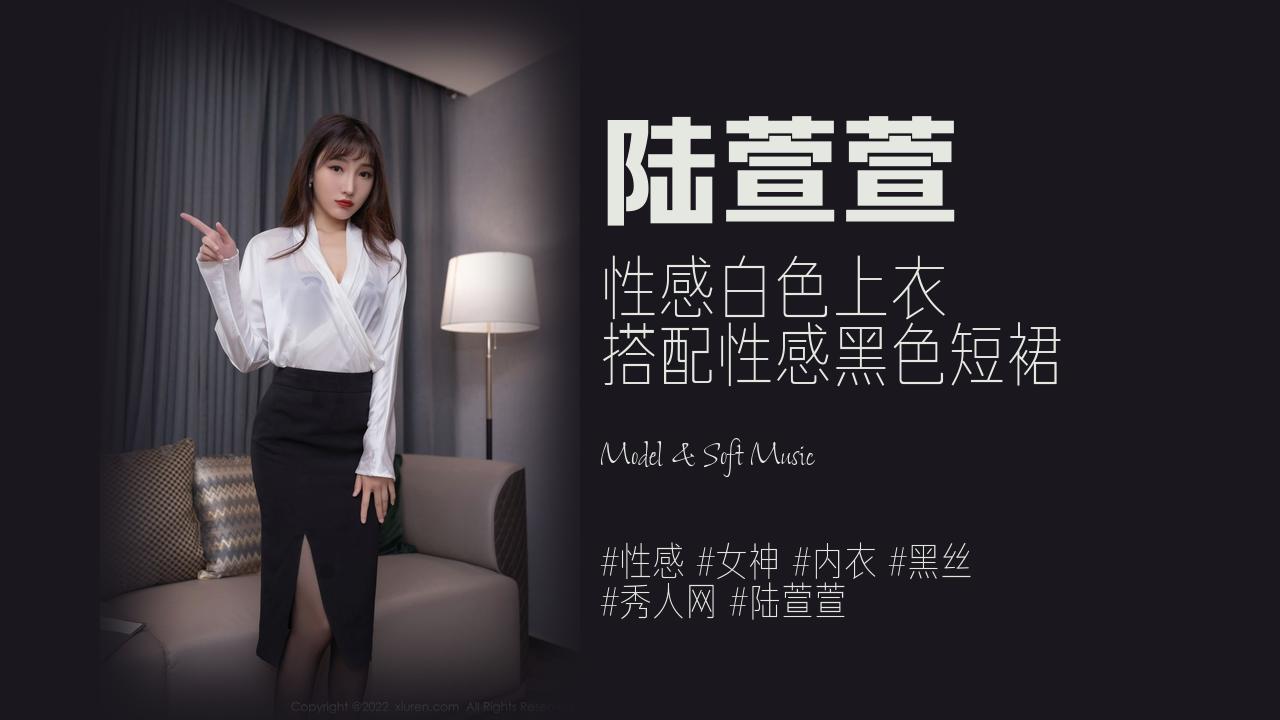 陆萱萱
性感白色上衣
搭配性感黑色短裙
Model & Soft Music
#性感 #女神 #内衣 #黑丝
#秀人网 #陆萱萱
Copyright ©2022 xiuren.com All Rights Reserved